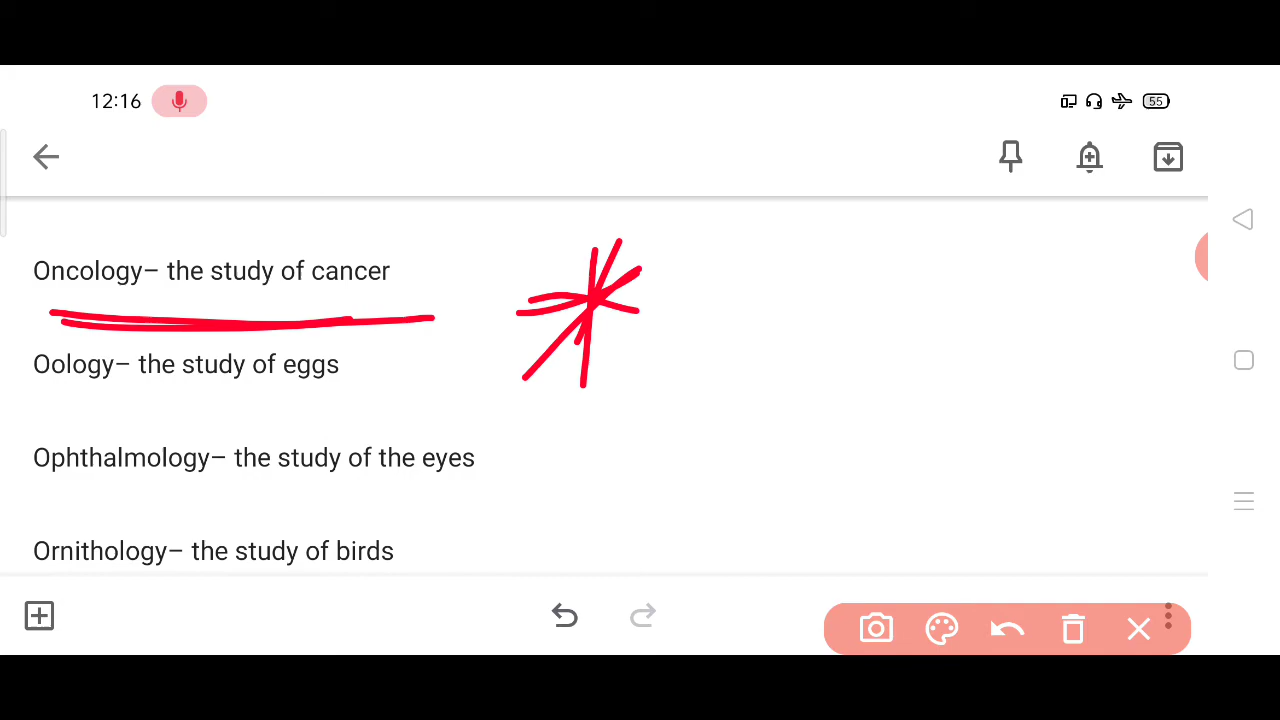 12:16
55
Oncology– the study of cancer
Oology– the study of eggs
Ophthalmology– the study of the eyes
Ornithology– the study of birds